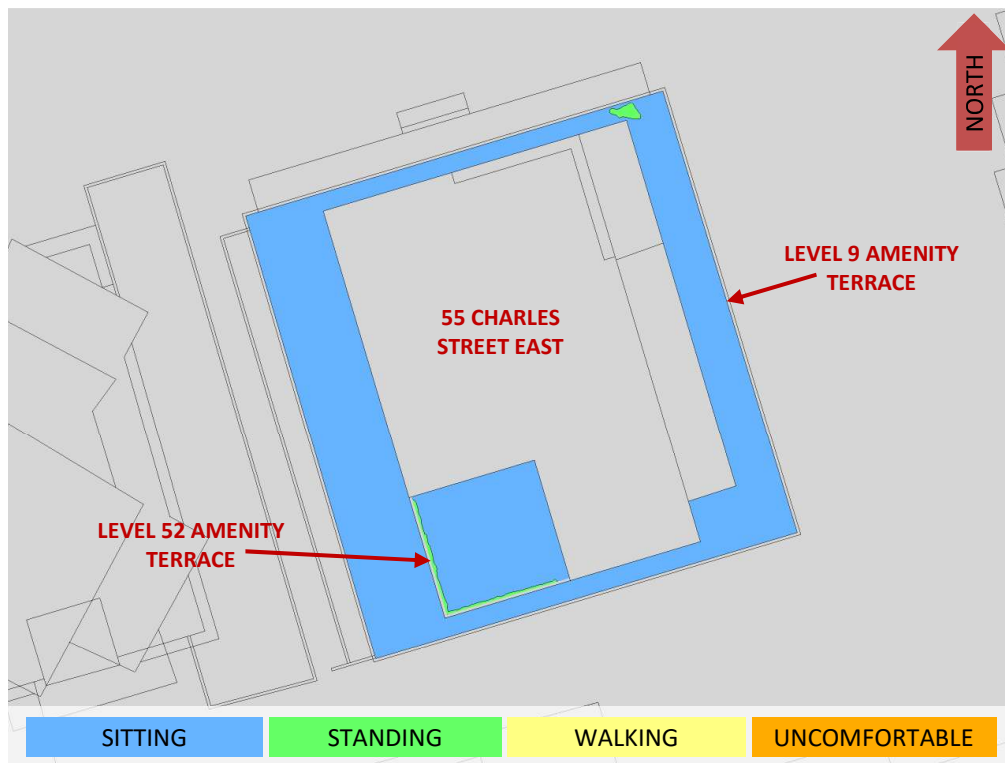 NORTH
LEVEL 9 AMENITY
TERRACE
55 CHARLES
STREET EAST
LEVEL 52 AMENITY
TERRACE
SITTING
STANDING
WALKING
UNCOMFORTABLE